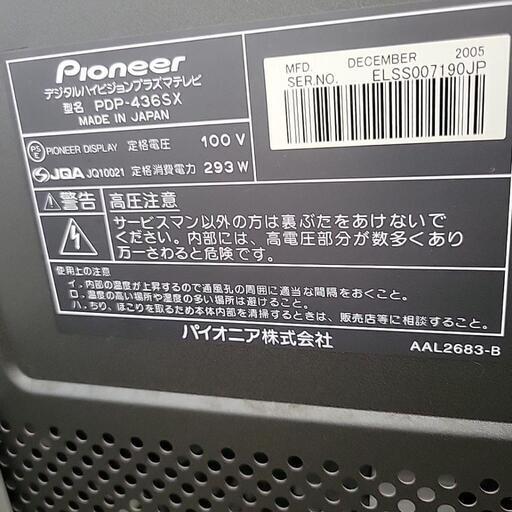 Pioneer
デジタルハイビジョンプラズマテレビ
型名 PDP-436SX
MADE IN JAPAN
MFD. DECEMBER 2005
SER.NO. ELSS007190JP
PS E PIONEER DISPLAY 定格電圧 100V
JQA JQ10021 定格消費電力 293W
警告 高圧注意
サービスマン以外の方は裏ぶたをあけないで
ください。内部には、高電圧部分が数多くあり
万一さわると危険です。
使用上の注意
イ.内部の温度が上昇するので通風孔の周囲に適当な間隔をおくこと。
ロ.温度の高い場所や湿度の多い場所は避けること。
ハ.ちり、ほこりを取るため本体内部を清掃するときは、販売店等に相談すること。
パイオニア株式会社
AAL2683-B